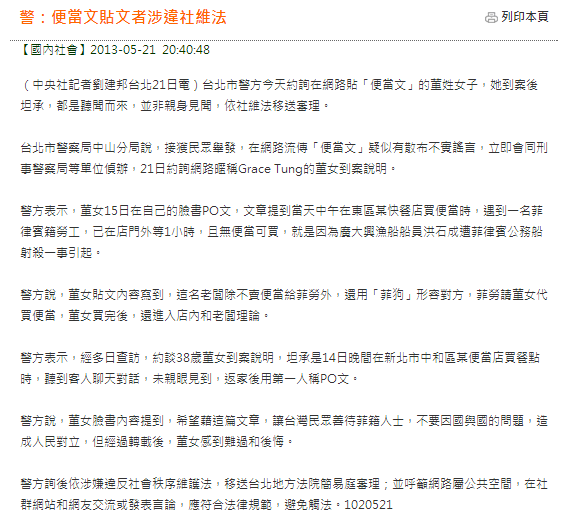 警：便當文貼文者涉違社維法
列印本頁
【國內社會】2013-05-21 20:40:48
（中央社記者劉建邦台北21日電）台北市警方今天約詢在網路貼「便當文」的董姓女子，她到案後
坦承，都是聽聞而來，並非親身見聞，依社維法移送審理。
台北市警察局中山分局說，接獲民眾舉發，在網路流傳「便當文」疑似有散布不實謠言，立即會同刑
事警察局等單位偵辦，21日約詢網路暱稱Grace Tung的董女到案說明。
警方表示，董女15日在自己的臉書PO文，文章提到當天中午在東區某快餐店買便當時，遇到一名菲
律賓籍勞工，已在店門外等1小時，且無便當可買，就是因為廣大興漁船船員洪石成遭菲律賓公務船
射殺一事引起。
警方說，董女貼文內容寫到，這名老闆除不賣便當給菲勞外，還用「菲狗」形容對方，菲勞請董女代
買便當，董女買完後，還進入店內和老闆理論。
警方表示，經多日查訪，約談38歲董女到案說明，坦承是14日晚間在新北市中和區某便當店買餐點
時，聽到客人聊天對話，未親眼見到，返家後用第一人稱PO文。
警方說，董女臉書內容提到，希望藉這篇文章，讓台灣民眾善待菲籍人士，不要因國與國的問題，造
成人民對立，但經過轉載後，董女感到難過和後悔。
警方詢後依涉嫌違反社會秩序維護法，移送台北地方法院簡易庭審理；並呼籲網路屬公共空間，在社
群網站和網友交流或發表言論，應符合法律規範，避免觸法。1020521